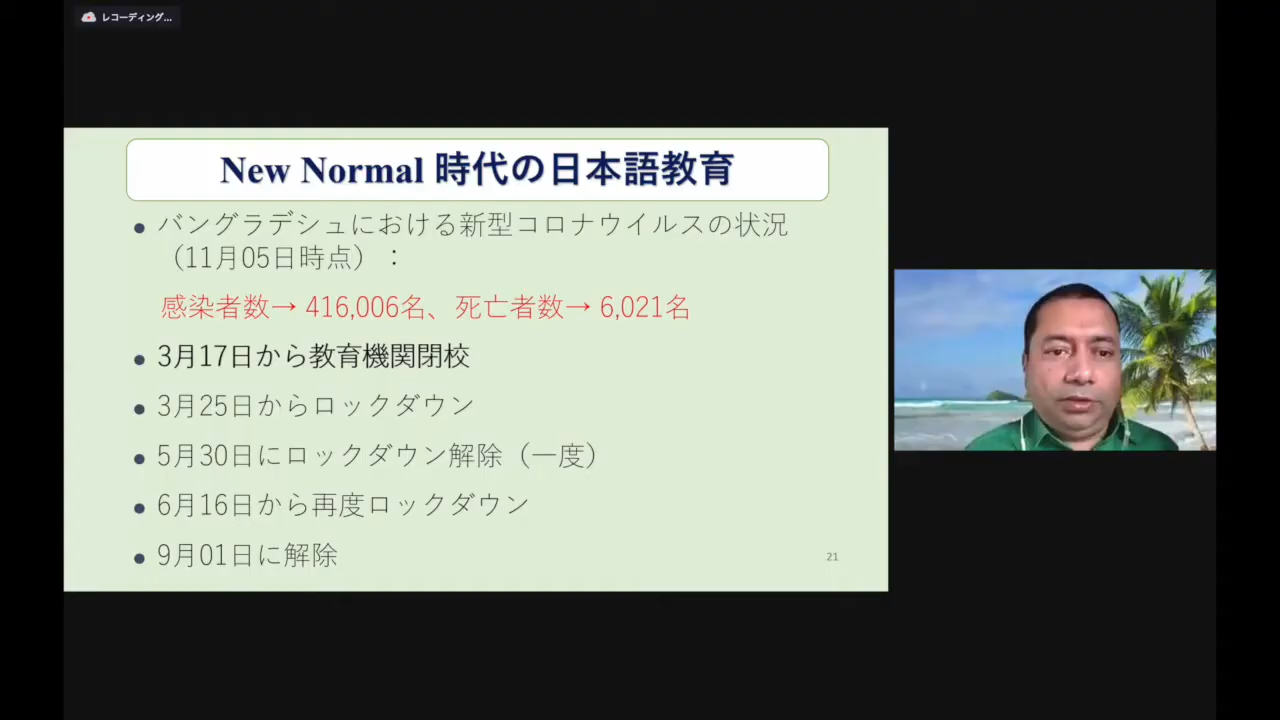 レコーディング...
New Normal 時代の日本語教育
• バングラデシュにおける新型コロナウイルスの状況
（11月05日時点）：
感染者数→ 416,006名、死亡者数→ 6,021名
• 3月17日から教育機関閉校
• 3月25日からロックダウン
• 5月30日にロックダウン解除（一度）
• 6月16日から再度ロックダウン
• 9月01日に解除
21